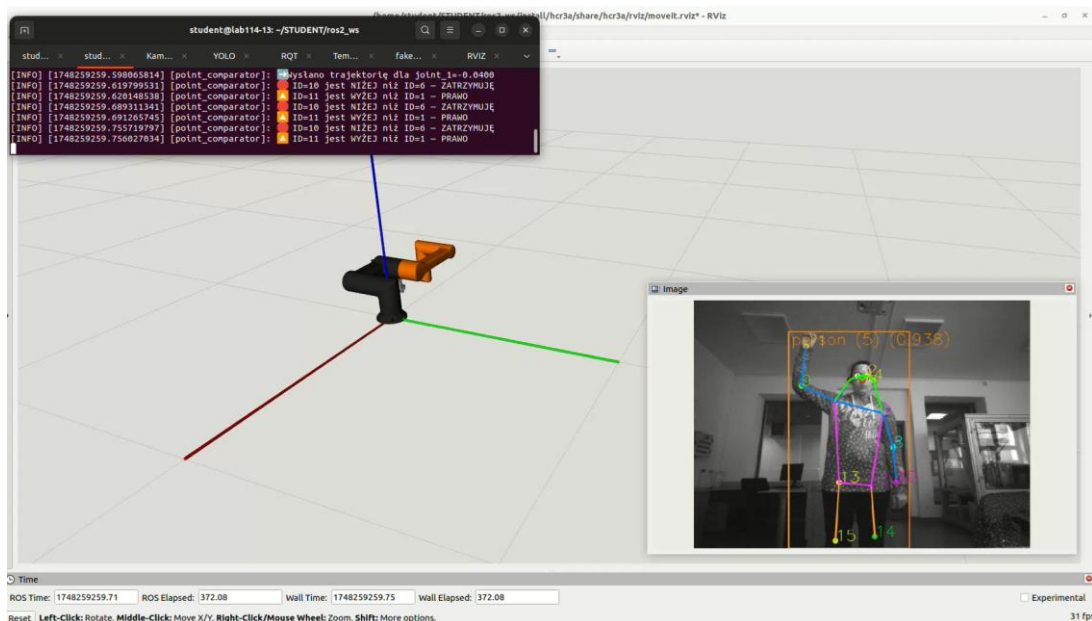 /home/student/STUDENT/ros2_ws/install/hcr3a/share/hcr3a/rviz/moveit.rviz* - RViz
student@lab114-13: ~/STUDENT/ros2_ws
stud... × stud... × Kam... × YOLO × RQT × Tem... × fake... × RVIZ ×
[INFO] [1748259259.598065814] [point_comparator]: ➡Wysłano trajektorię dla joint_1=-0.0400
[INFO] [1748259259.619799531] [point_comparator]: 🛑 ID=10 jest NIŻEJ niż ID=6 — ZATRZYMUJĘ
[INFO] [1748259259.620148538] [point_comparator]: 🔼 ID=11 jest WYŻEJ niż ID=1 — PRAWO
[INFO] [1748259259.689311341] [point_comparator]: 🛑 ID=10 jest NIŻEJ niż ID=6 — ZATRZYMUJĘ
[INFO] [1748259259.691265745] [point_comparator]: 🔼 ID=11 jest WYŻEJ niż ID=1 — PRAWO
[INFO] [1748259259.755719797] [point_comparator]: 🛑 ID=10 jest NIŻEJ niż ID=6 — ZATRZYMUJĘ
[INFO] [1748259259.756027034] [point_comparator]: 🔼 ID=11 jest WYŻEJ niż ID=1 — PRAWO
Image
person (5) (0.938)
8
13
15
14
Time
ROS Time: 1748259259.71 ROS Elapsed: 372.08 Wall Time: 1748259259.75 Wall Elapsed: 372.08 Experimental
Reset Left-Click: Rotate. Middle-Click: Move X/Y. Right-Click/Mouse Wheel: Zoom. Shift: More options. 31 fps